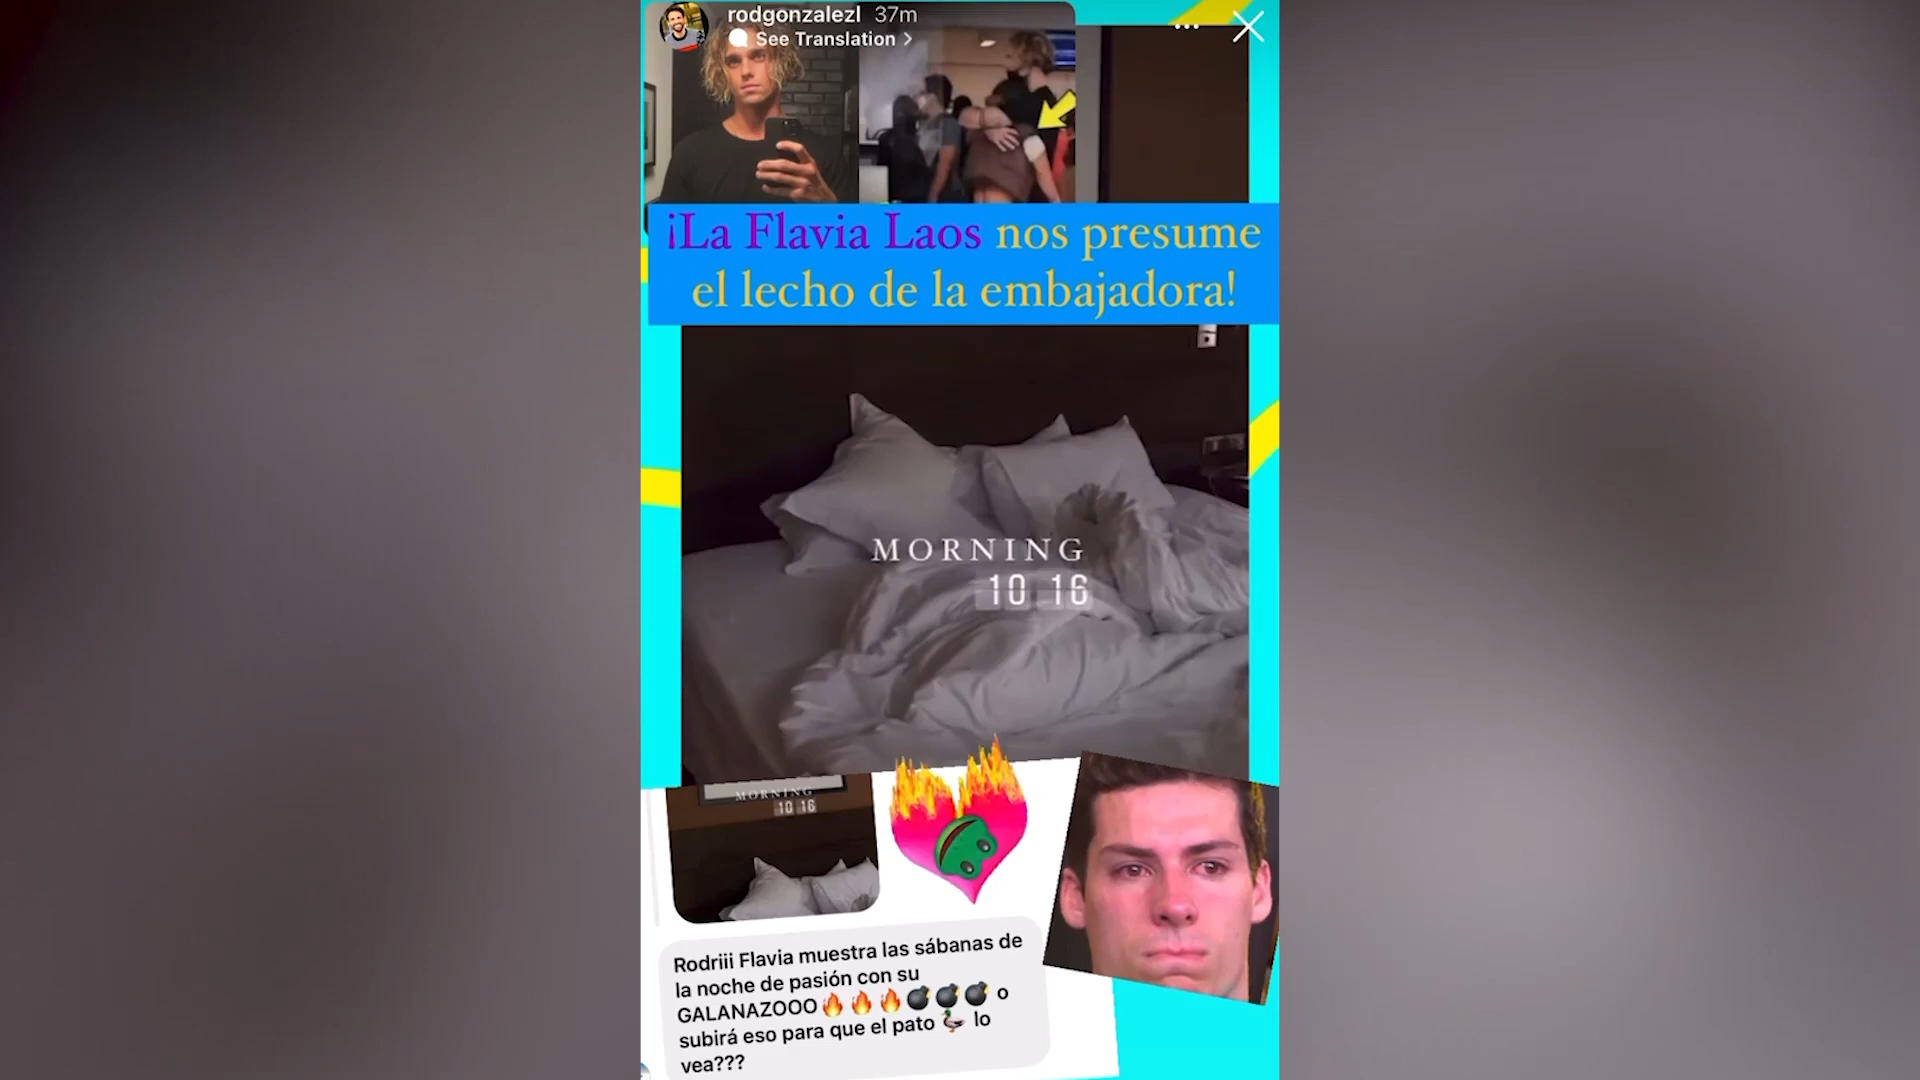 rodgonzalezl 37m
See Translation >
¡La Flavia Laos nos presume
el lecho de la embajadora!
MORNING
10 16
MORNING
10 16
Rodriii Flavia muestra las sábanas de
la noche de pasión con su
GALANAZOOO🔥🔥🔥💣💣💣 o
subirá eso para que el pato 🦆 lo
vea???